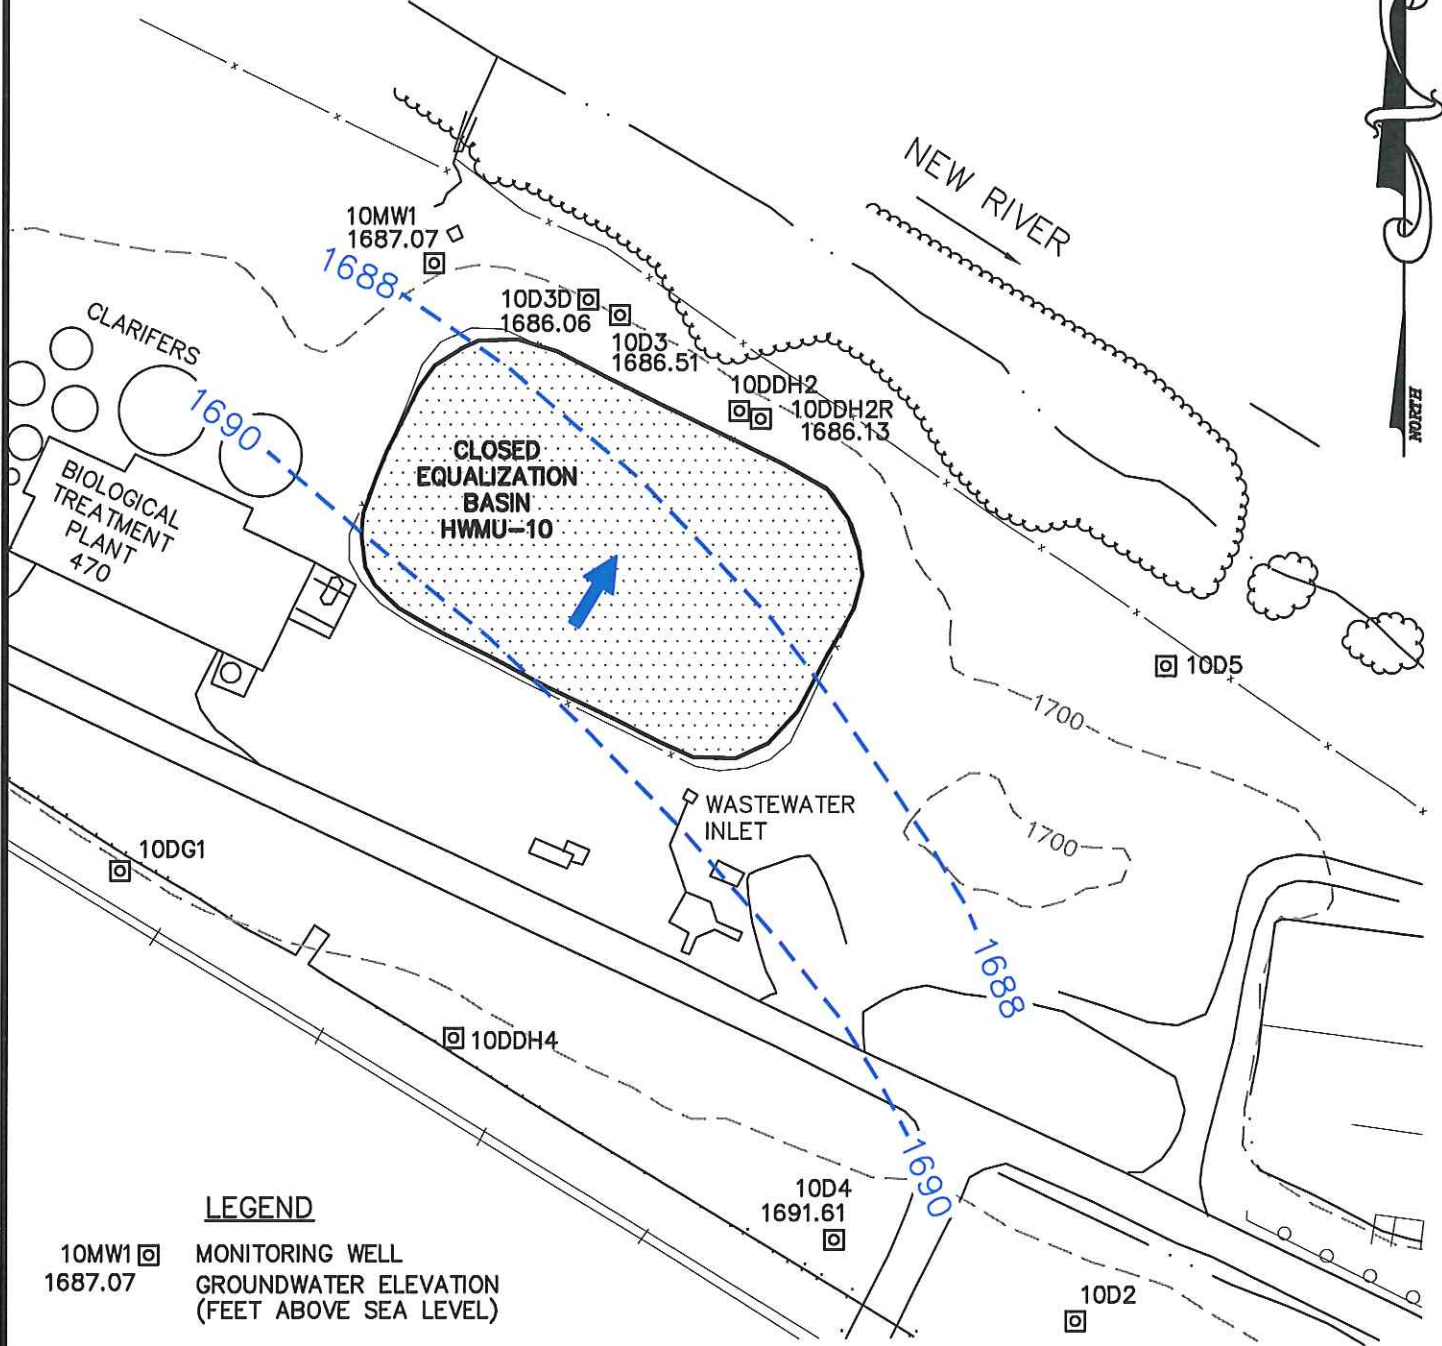 NEW RIVER
NORTH
10MW1
1687.07
1688
10D3D
1686.06
10D3
1686.51
10DDH2
10DDH2R
1686.13
CLARIFERS
1690
CLOSED
EQUALIZATION
BASIN
HWMU-10
BIOLOGICAL
TREATMENT
PLANT
470
10D5
1700
1700
WASTEWATER
INLET
10DG1
10DDH4
1688
1690
10D4
1691.61
10D2
LEGEND
10MW1 MONITORING WELL
1687.07 GROUNDWATER ELEVATION
(FEET ABOVE SEA LEVEL)